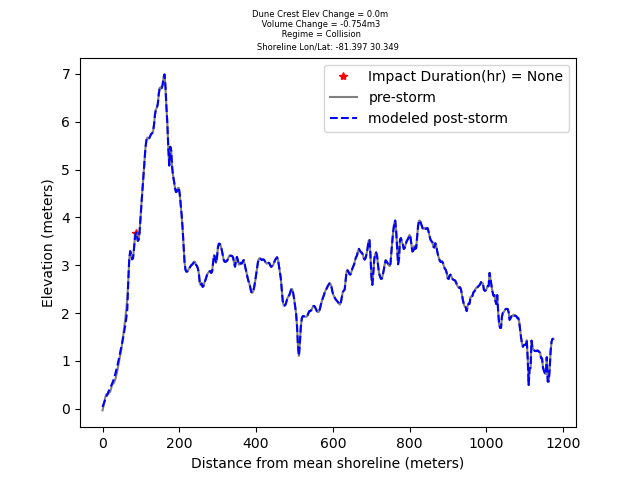 Dune Crest Elev Change = 0.0m
Volume Change = -0.754m3
Regime = Collision
Shoreline Lon/Lat: -81.397 30.349
Impact Duration(hr) = None
pre-storm
modeled post-storm
Elevation (meters)
7
6
5
4
3
2
1
0
0 200 400 600 800 1000 1200
Distance from mean shoreline (meters)